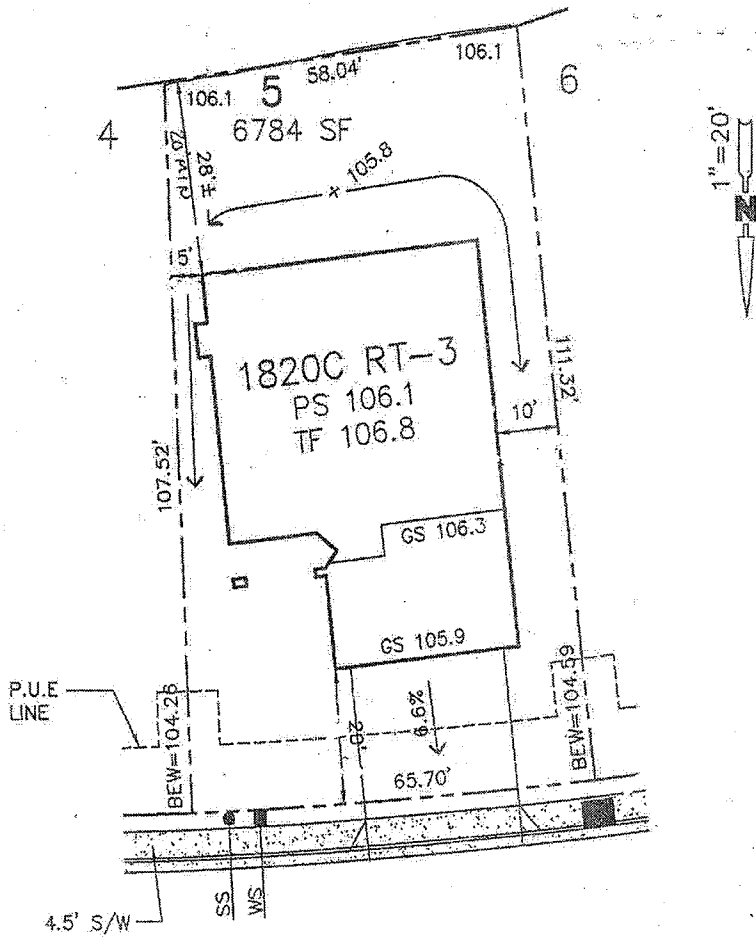 58.04'
106.1
106.1
5
6
4
6784 SF
20' MIN
28'±
x 105.8
1"=20'
N
5'
1820C RT-3
PS 106.1
TF 106.8
10'
111.32'
107.52'
GS 106.3
GS 105.9
P.U.E
LINE
BEW=104.26
20'
6.6%
BEW=104.59
65.70'
SS
WS
4.5' S/W